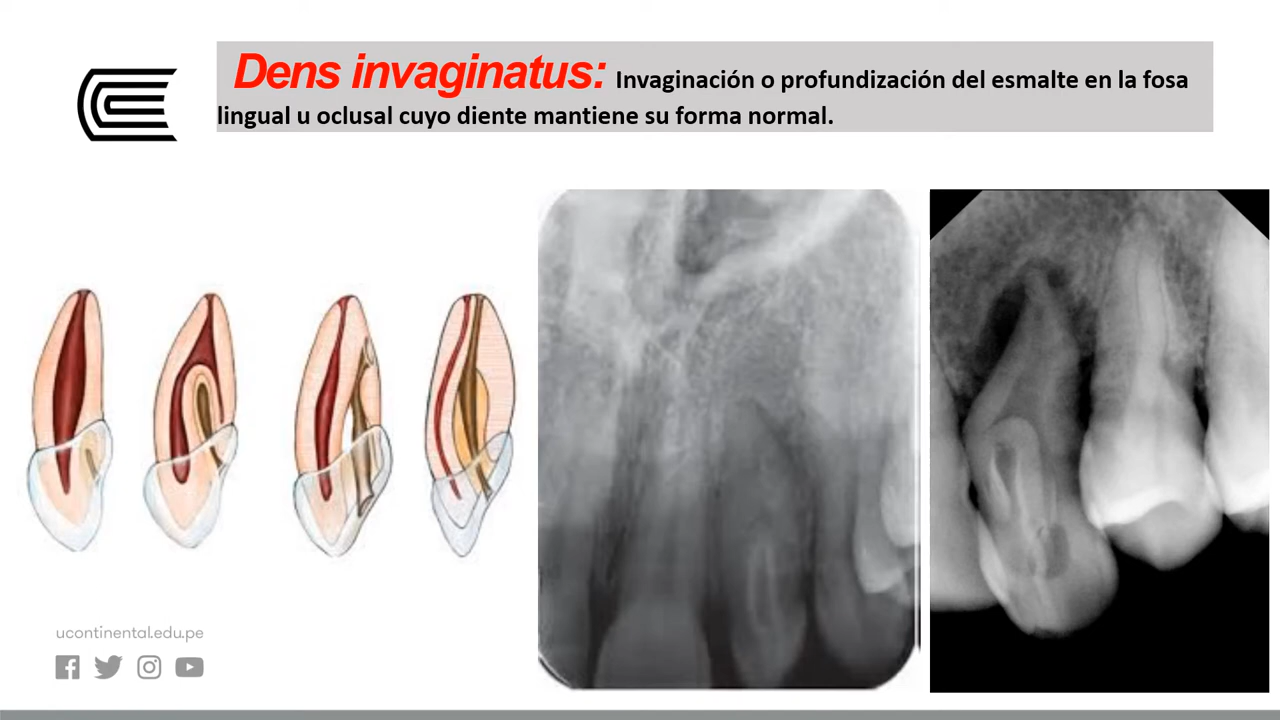 Dens invaginatus: Invaginación o profundización del esmalte en la fosa
lingual u oclusal cuyo diente mantiene su forma normal.
ucontinental.edu.pe